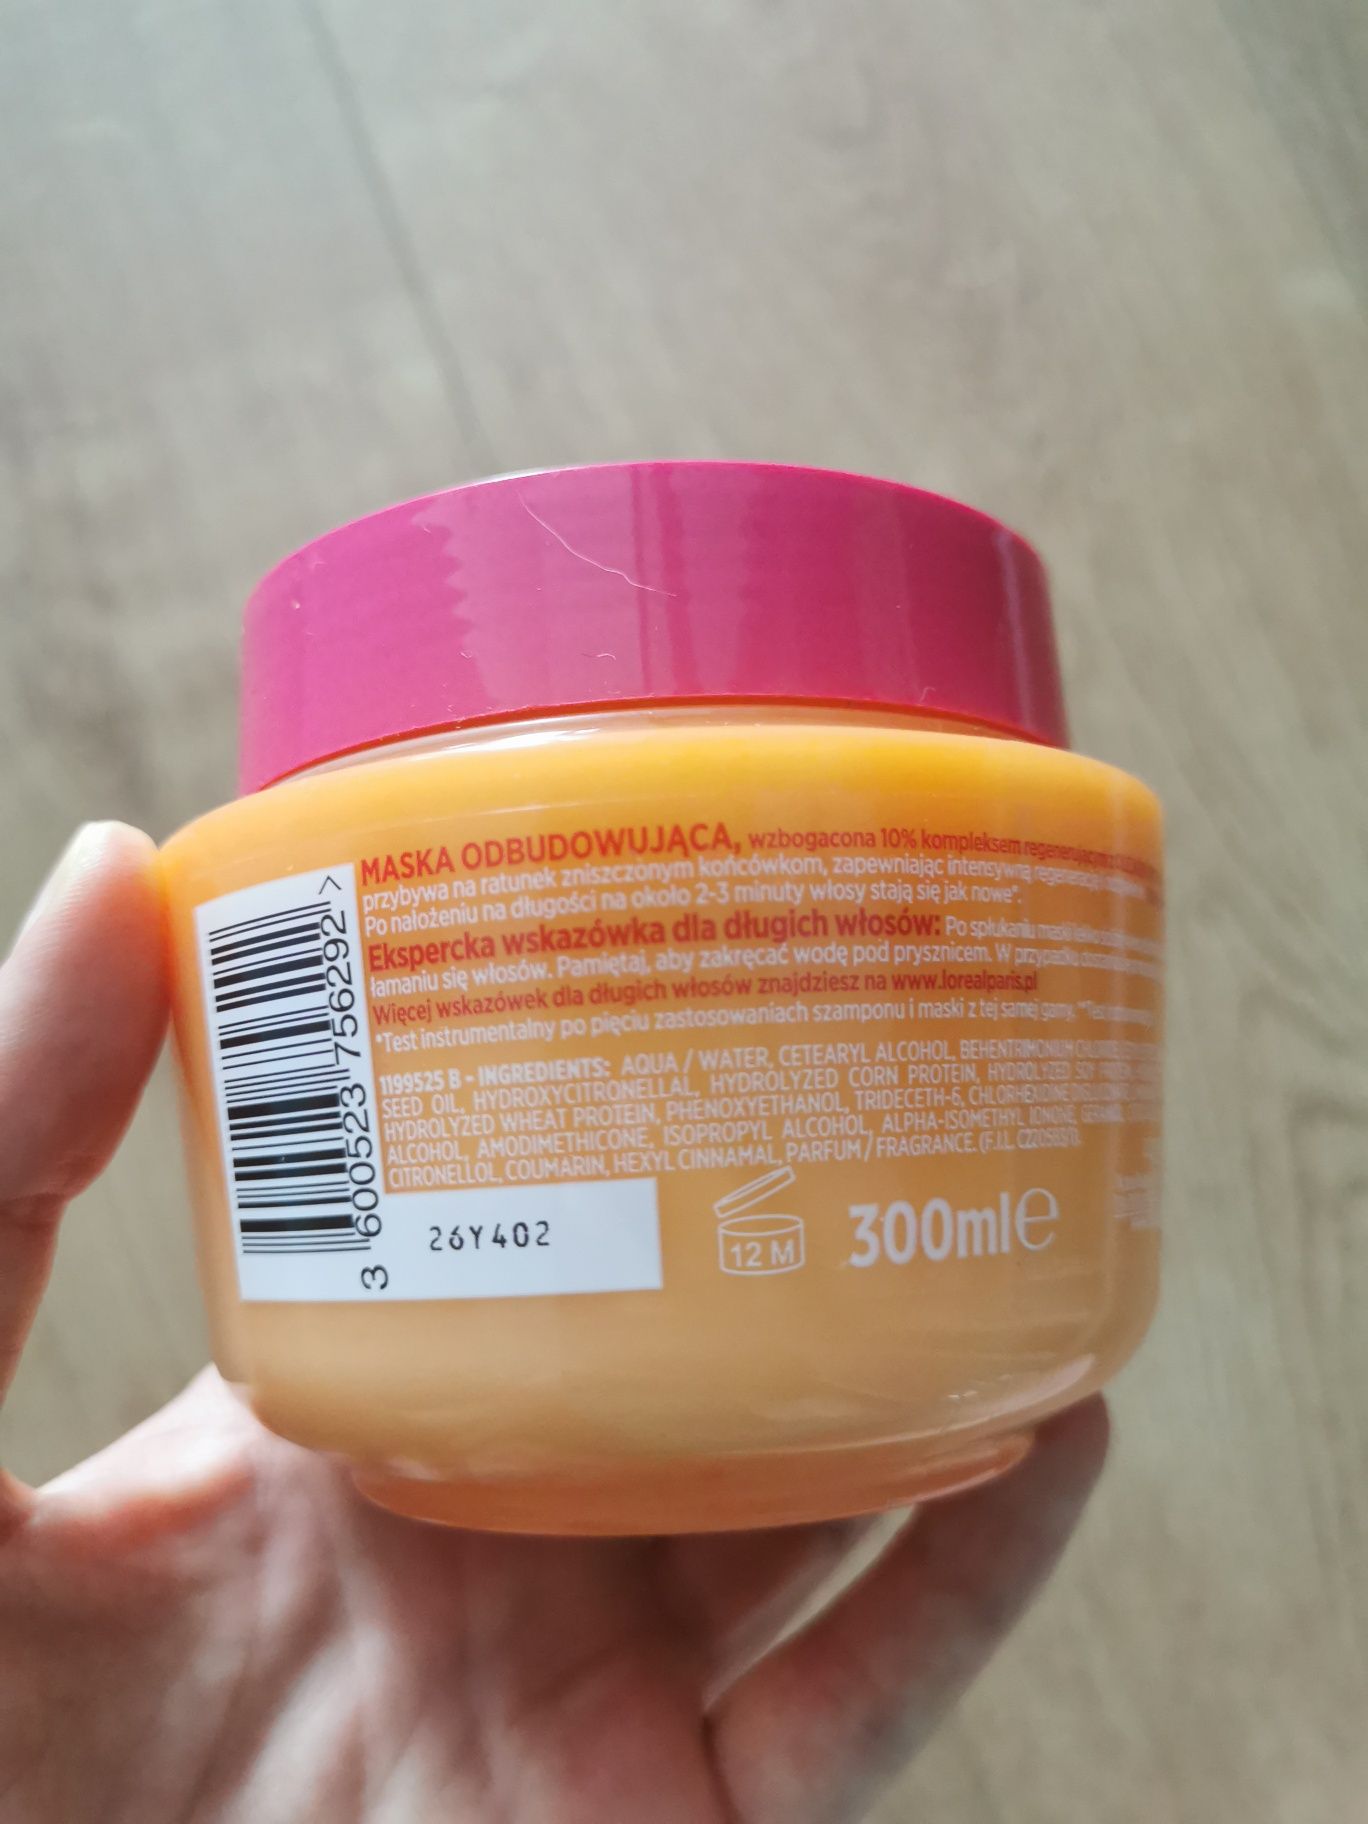 MASKA ODBUDOWUJĄCA, wzbogacona 10% kompleksem regenerującym
przybywa na ratunek zniszczonym końcówkom, zapewniając intensywną regenerację
Po nałożeniu na długości na około 2-3 minuty włosy stają się jak nowe*.
Ekspercka wskazówka dla długich włosów: Po spłukaniu maski
łamaniu się włosów. Pamiętaj, aby zakręcać wodę pod prysznicem. W przypadku
Więcej wskazówek dla długich włosów znajdziesz na www.lorealparis.pl
*Test instrumentalny po pięciu zastosowaniach szamponu i maski z tej samej gamy. **Test
1199525 B - INGREDIENTS: AQUA / WATER, CETEARYL ALCOHOL, BEHENTRIMONIUM CHLORIDE,
SEED OIL, HYDROXYCITRONELLAL, HYDROLYZED CORN PROTEIN, HYDROLYZED SOY PROTEIN,
HYDROLYZED WHEAT PROTEIN, PHENOXYETHANOL, TRIDECETH-6, CHLORHEXIDINE
ALCOHOL, AMODIMETHICONE, ISOPROPYL ALCOHOL, ALPHA-ISOMETHYL IONONE, GERANIOL,
CITRONELLOL, COUMARIN, HEXYL CINNAMAL, PARFUM / FRAGRANCE. (F.I.L.
3 600523 756292 >
26Y402
12 M
300ml e